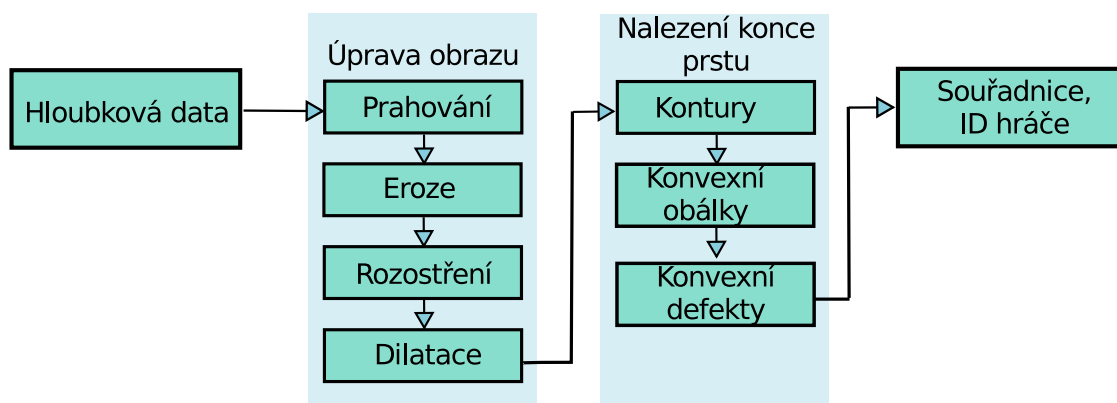 Hloubková data
Úprava obrazu
Prahování
Eroze
Rozostření
Dilatace
Nalezení konce
prstu
Kontury
Konvexní
obálky
Konvexní
defekty
Souřadnice,
ID hráče